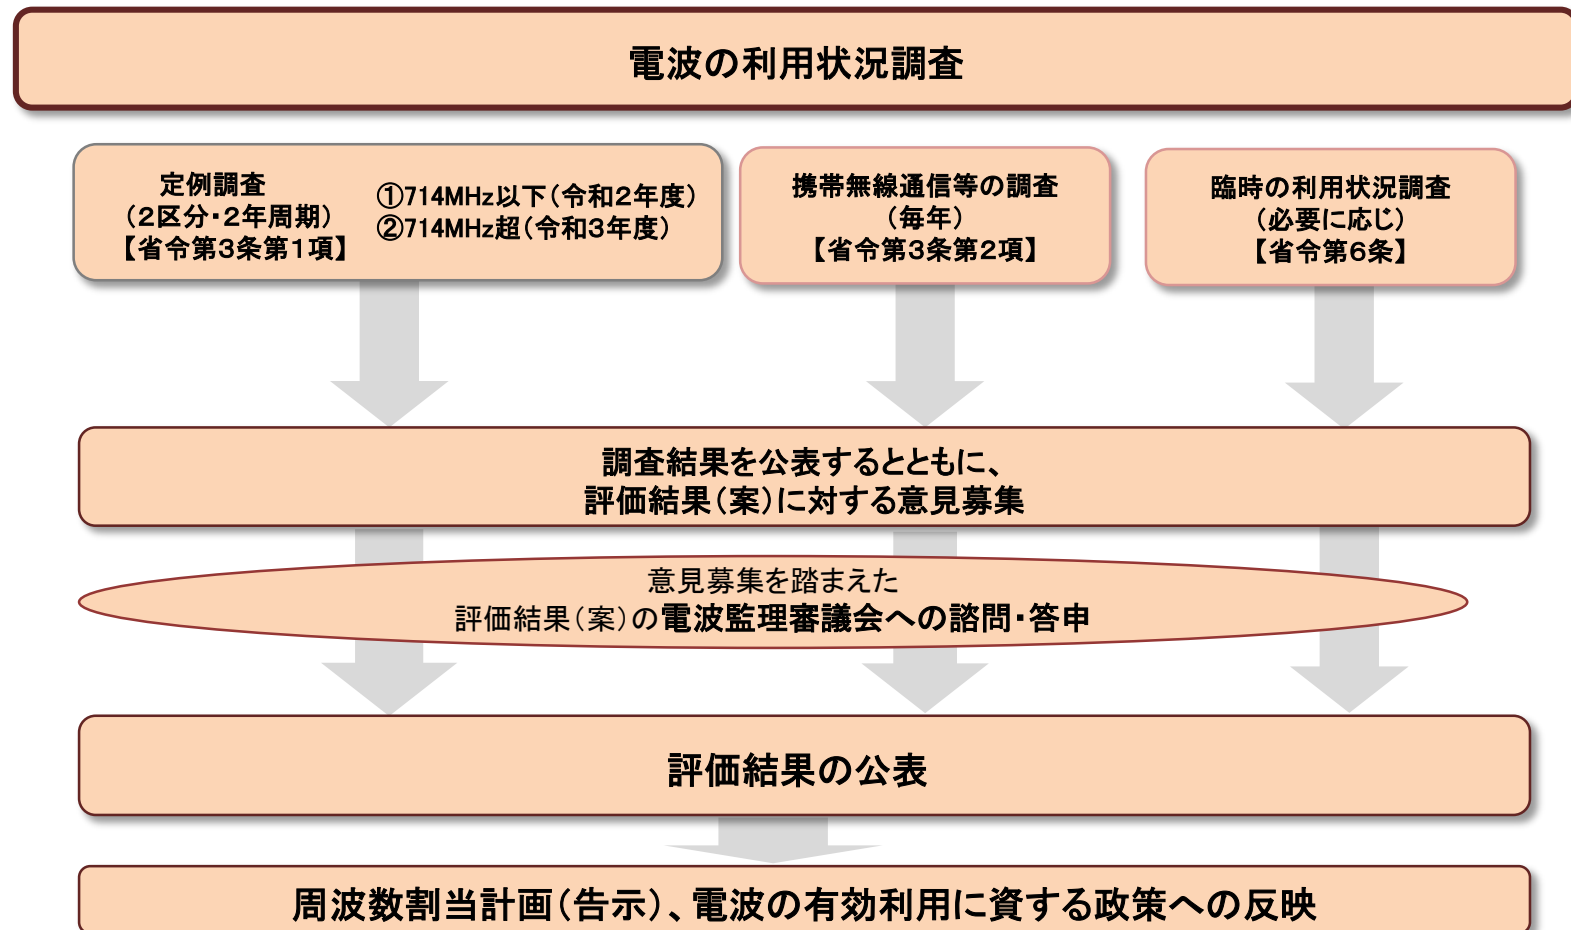 電波の利用状況調査
定例調査
（２区分・２年周期）
【省令第３条第１項】
①714MHz以下（令和２年度）
②714MHz超（令和３年度）
携帯無線通信等の調査
（毎年）
【省令第３条第２項】
臨時の利用状況調査
（必要に応じ）
【省令第６条】
調査結果を公表するとともに、
評価結果（案）に対する意見募集
意見募集を踏まえた
評価結果（案）の電波監理審議会への諮問・答申
評価結果の公表
周波数割当計画（告示）、電波の有効利用に資する政策への反映